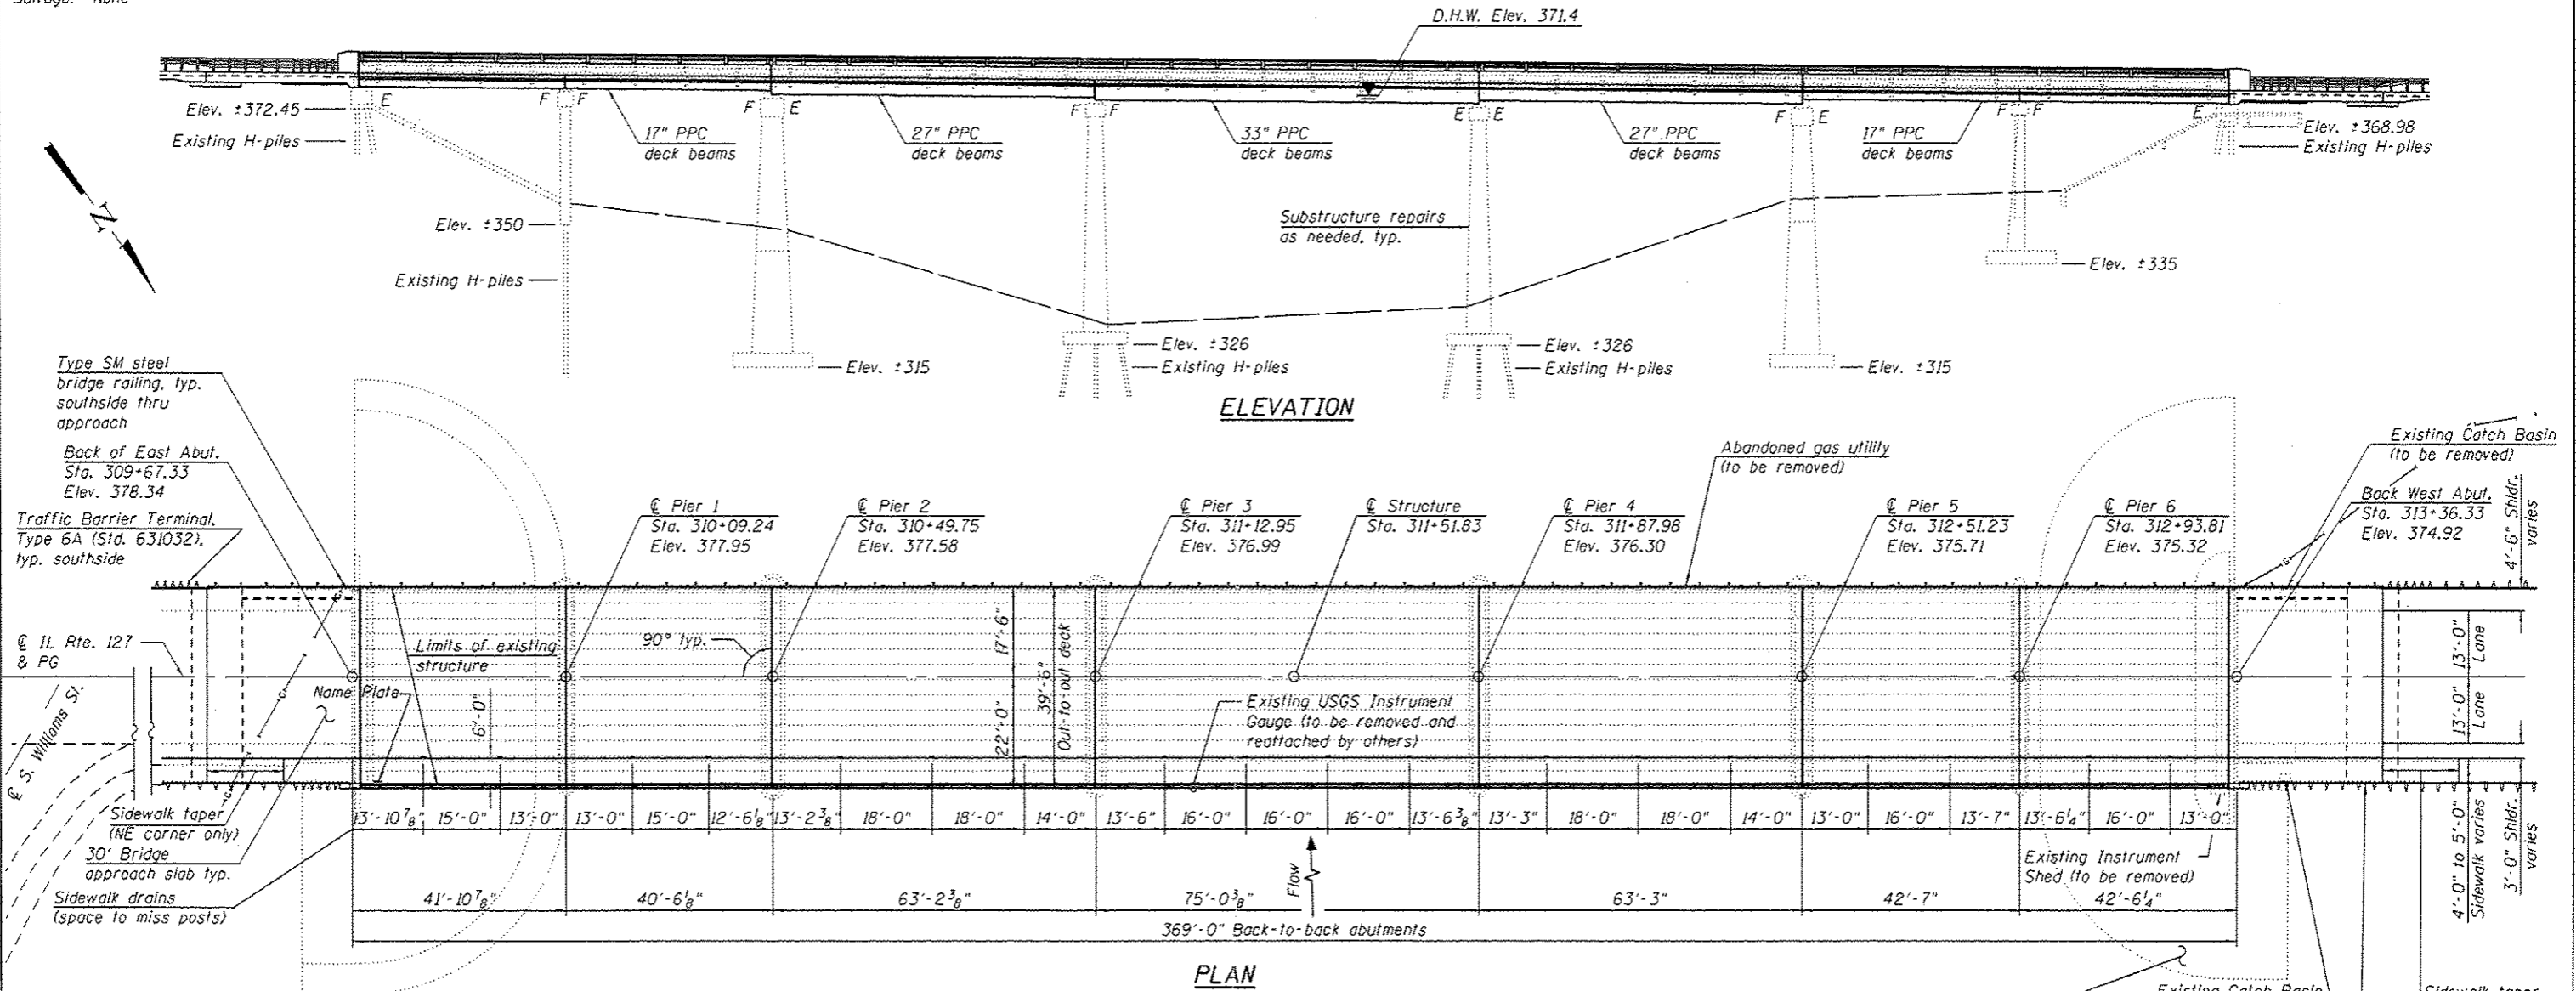 Salvage: None
D.H.W. Elev. 371.4
Elev. ±372.45
Existing H-piles
E
F F
F E
F F
E E
F E
F F
E
17" PPC
deck beams
27" PPC
deck beams
33" PPC
deck beams
27" PPC
deck beams
17" PPC
deck beams
Elev. ±368.98
Existing H-piles
N
Elev. ±350
Existing H-piles
Substructure repairs
as needed, typ.
Elev. ±335
Elev. ±315
Elev. ±326
Existing H-piles
Elev. ±326
Existing H-piles
Elev. ±315
ELEVATION
Type SM steel
bridge railing, typ.
southside thru
approach
Back of East Abut.
Sta. 309+67.33
Elev. 378.34
Traffic Barrier Terminal,
Type 6A (Std. 631032),
typ. southside
℄ Pier 1
Sta. 310+09.24
Elev. 377.95
℄ Pier 2
Sta. 310+49.75
Elev. 377.58
℄ Pier 3
Sta. 311+12.95
Elev. 376.99
℄ Structure
Sta. 311+51.83
℄ Pier 4
Sta. 311+87.98
Elev. 376.30
Abandoned gas utility
(to be removed)
℄ Pier 5
Sta. 312+51.23
Elev. 375.71
℄ Pier 6
Sta. 312+93.81
Elev. 375.32
Existing Catch Basin
(to be removed)
Back West Abut.
Sta. 313+36.33
Elev. 374.92
4'-6" Shldr.
varies
℄ IL Rte. 127
& PG
℄ S. Williams St.
Limits of existing
structure
Name Plate
6'-0"
90° typ.
17'-6"
22'-0"
39'-6"
Out-to out deck
Existing USGS Instrument
Gauge (to be removed and
reattached by others)
G
G
G
G
G
13'-0"
Lane
13'-0"
Lane
Sidewalk taper
(NE corner only)
30' Bridge
approach slab typ.
Sidewalk drains
(space to miss posts)
13'-10⅞" 15'-0" 13'-0" 13'-0" 15'-0" 12'-6⅛" 13'-2⅜" 18'-0" 18'-0" 14'-0" 13'-6" 16'-0" 16'-0" 16'-0" 13'-6⅜" 13'-3" 18'-0" 18'-0" 14'-0" 13'-0" 16'-0" 13'-7" 13'-6¼" 16'-0" 13'-0"
Flow
Existing Instrument
Shed (to be removed)
4'-0" to 5'-0"
Sidewalk varies
3'-0" Shldr.
varies
41'-10⅞" 40'-6⅛" 63'-2⅜" 75'-0⅜" 63'-3" 42'-7" 42'-6¼"
369'-0" Back-to-back abutments
PLAN
Existing Catch Basin
Sidewalk taper